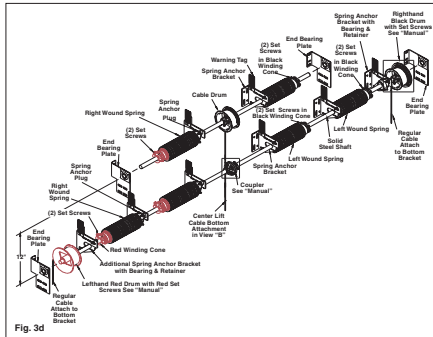 End Bearing
Plate
(2) Set
Screws
in Black
Winding
Cone
Warning Tag
Spring Anchor
Bracket
Cable Drum
Spring
Anchor
Plug
Right Wound Spring
(2) Set
Screws
End
Bearing
Plate
Spring
Anchor
Plug
Right
Wound
Spring
(2) Set Screws
End
Bearing
Plate
12"
Red Winding Cone
Additional Spring Anchor Bracket
with Bearing & Retainer
Lefthand Red Drum with Red Set
Screws See “Manual”
Regular
Cable
Attach to
Bottom
Bracket
Spring Anchor
Bracket with
Bearing &
Retainer
(2) Set
Screws
in Black Winding
Cone
Righthand
Black Drum
with Set Screws
See “Manual”
End
Bearing
Plate
Left Wound Spring
Regular
Cable
Attach to
Bottom Bracket
Solid
Steel Shaft
(2) Set Screws in
Black Winding Cone
Left Wound Spring
Spring Anchor
Bracket
Coupler
See “Manual”
Center Lift
Cable Bottom
Attachment
in View “B”
Fig. 3d